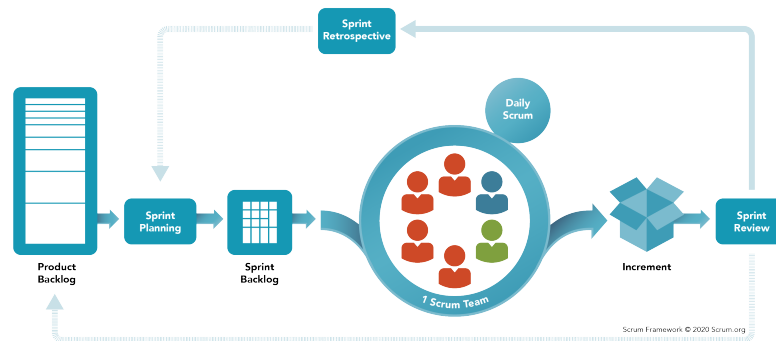 Sprint
Retrospective
Daily
Scrum
Sprint
Planning
Sprint
Review
Product
Backlog
Sprint
Backlog
Increment
1 Scrum Team
Scrum Framework © 2020 Scrum.org